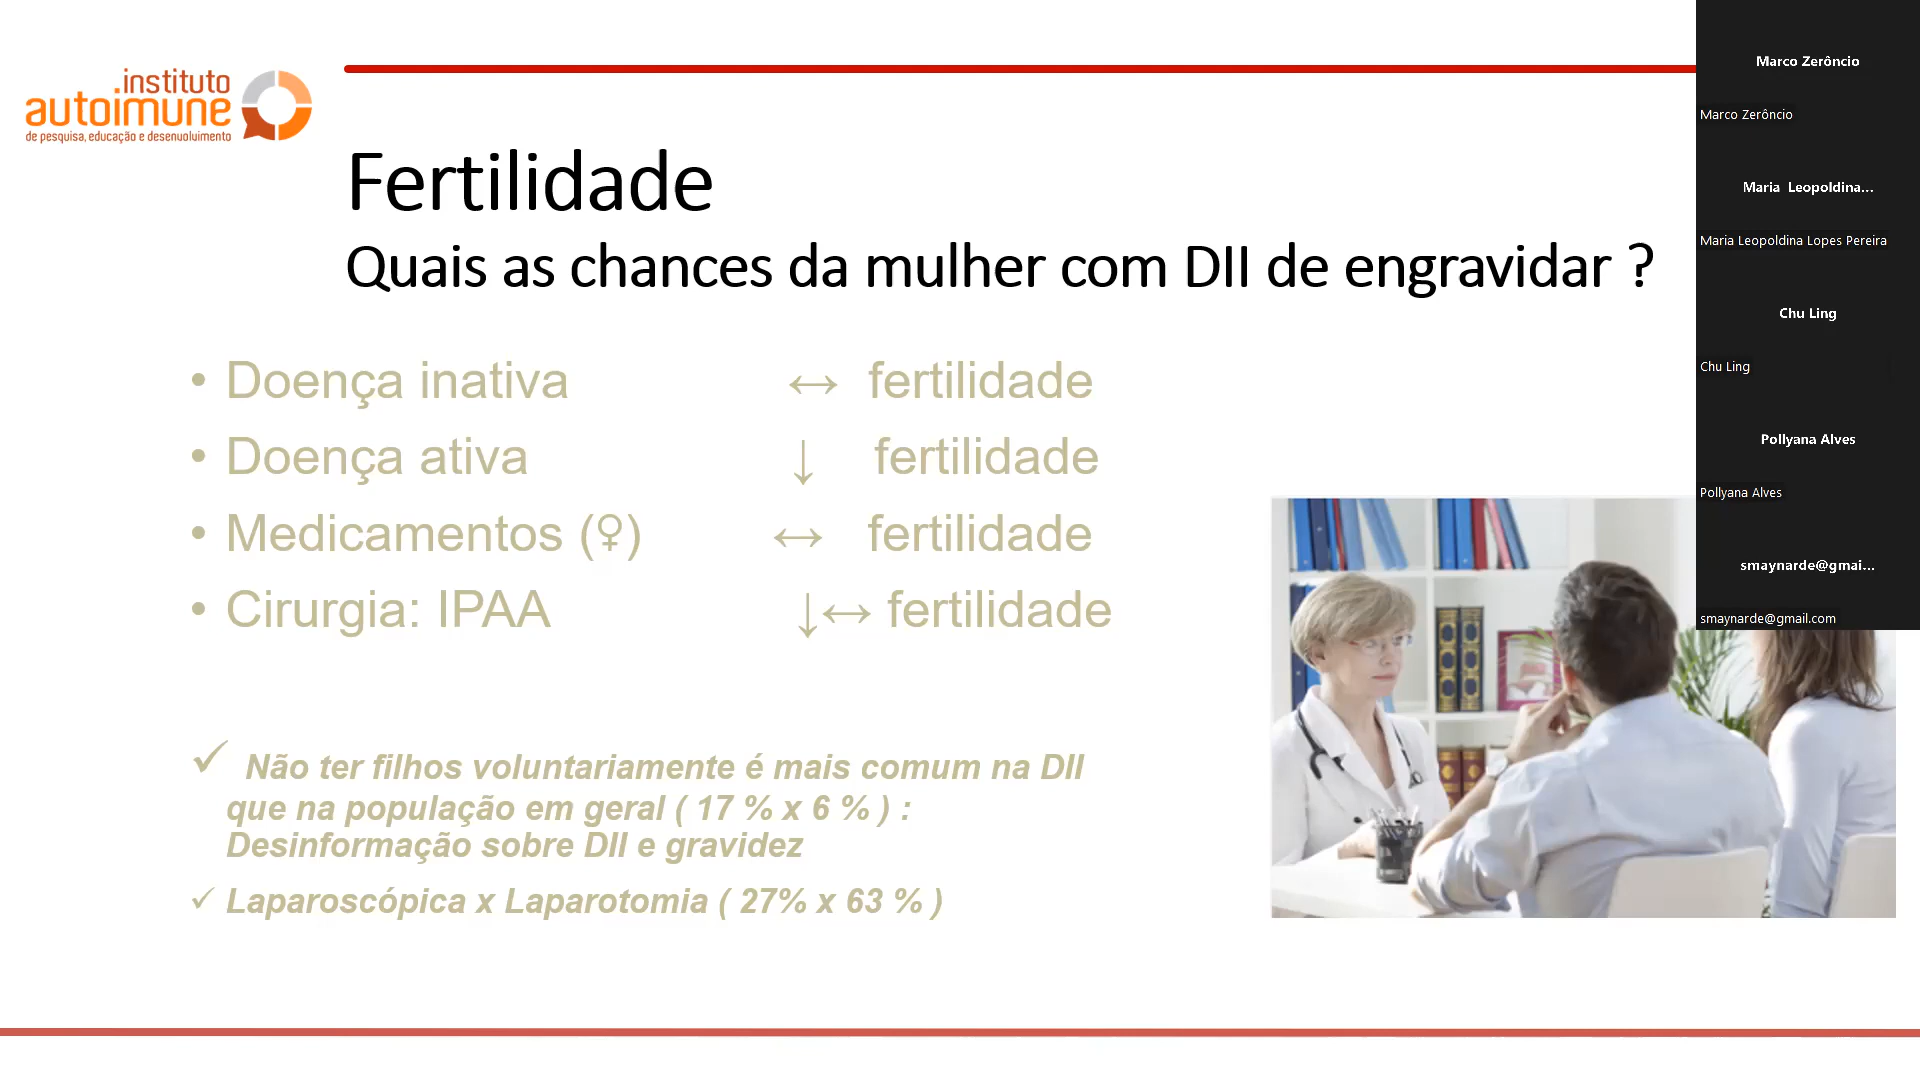 instituto
autoimune
de pesquisa, educação e desenvolvimento
Fertilidade
Quais as chances da mulher com DII de engravidar ?
• Doença inativa ↔ fertilidade
• Doença ativa ↓ fertilidade
• Medicamentos (♀) ↔ fertilidade
• Cirurgia: IPAA ↓↔ fertilidade
✓ Não ter filhos voluntariamente é mais comum na DII
que na população em geral ( 17 % x 6 % ) :
Desinformação sobre DII e gravidez
✓ Laparoscópica x Laparotomia ( 27% x 63 % )
Marco Zerôncio
Marco Zerôncio
Maria Leopoldina...
Maria Leopoldina Lopes Pereira
Chu Ling
Chu Ling
Pollyana Alves
Pollyana Alves
smaynarde@gmai...
smaynarde@gmail.com